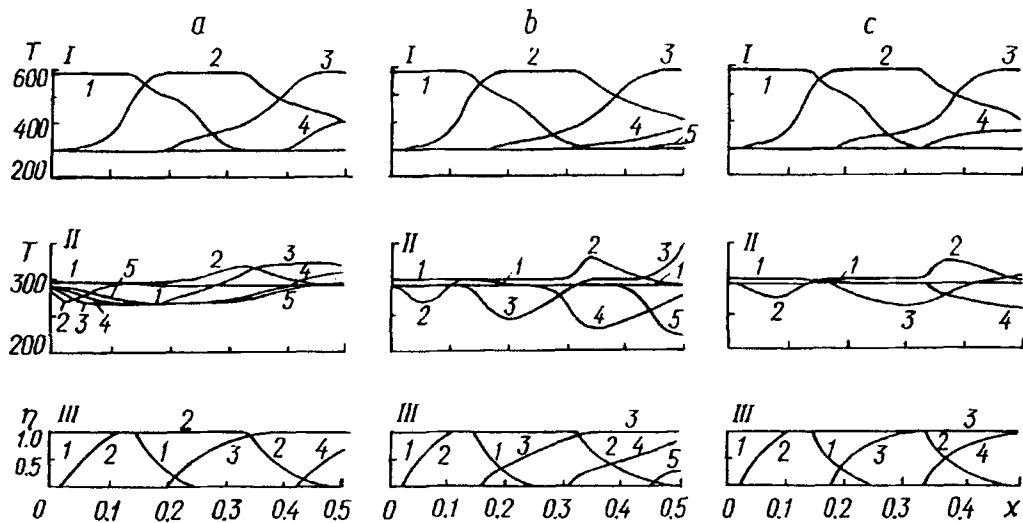 a b c
T I 2 3 I 2 3 I 2 3
600 1 1 1
400 4 4 5 4
200
T II 1 5 2 3 4 II 1 1 2 3 1 II 1 1 2
300
2 3 4 1 5 2 3 4 5 2 3 4
200
η III 2 III 3 III 3
1.0 1 2 1 3 2 4 1 2 1 3 2 4 1 2 1 3 2 4
0.5 5
0 0.1 0.2 0.3 0.4 0.5 0 0.1 0.2 0.3 0.4 0.5 0 0.1 0.2 0.3 0.4 x